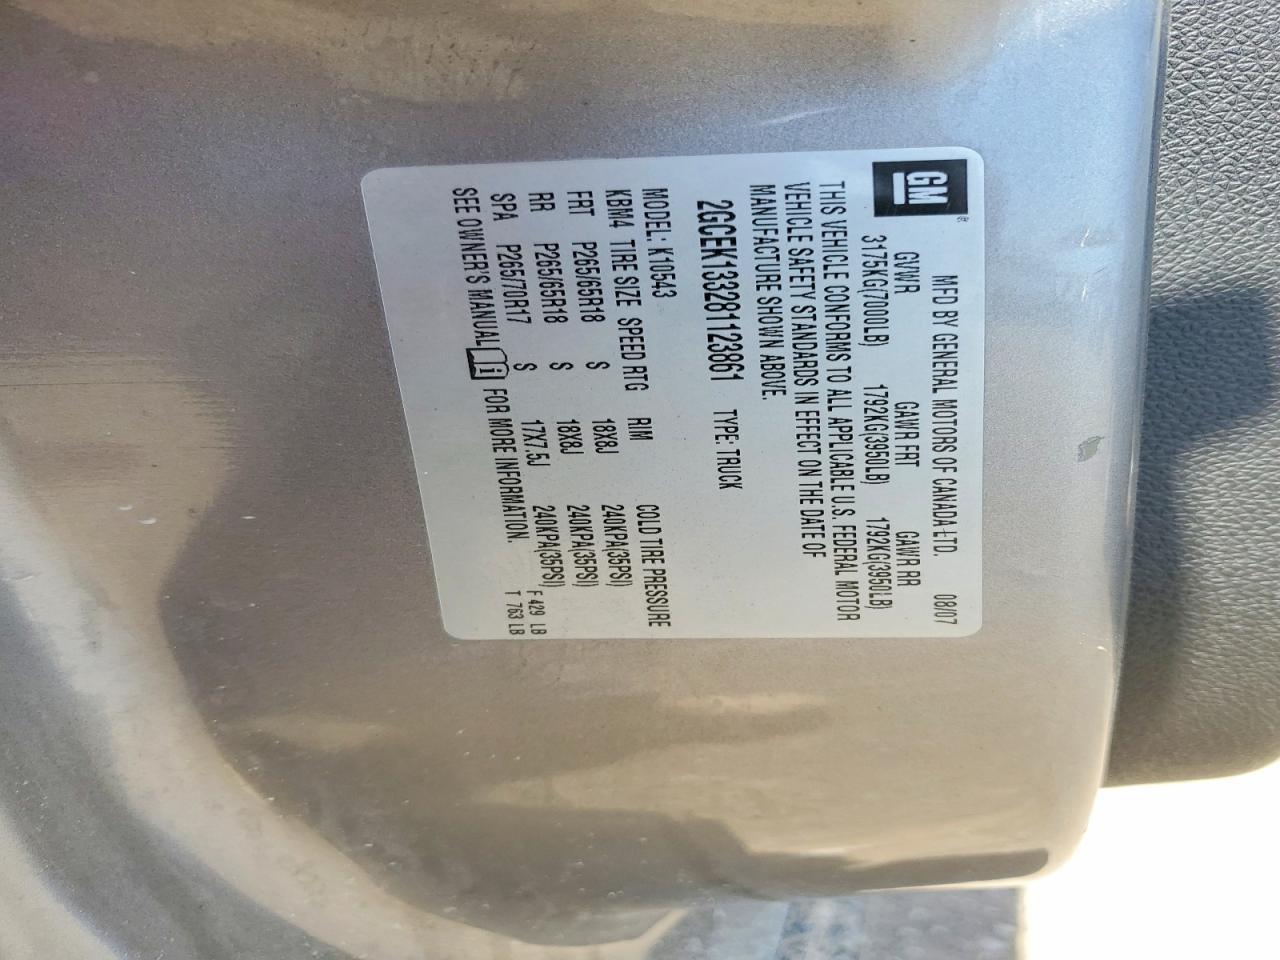 GM®
MFD BY GENERAL MOTORS OF CANADA LTD. 08/07
GVWR GAWR FRT GAWR RR
3175KG(7000LB) 1792KG(3950LB) 1792KG(3950LB)
THIS VEHICLE CONFORMS TO ALL APPLICABLE U.S. FEDERAL MOTOR
VEHICLE SAFETY STANDARDS IN EFFECT ON THE DATE OF
MANUFACTURE SHOWN ABOVE.
2GCEK133281123861 TYPE: TRUCK
MODEL: K10543
KBM4 TIRE SIZE SPEED RTG RIM COLD TIRE PRESSURE
FRT P265/65R18 S 18X8J 240KPA(35PSI)
RR P265/65R18 S 18X8J 240KPA(35PSI)
SPA P265/70R17 S 17X7.5J 240KPA(35PSI) F 429 LB
SEE OWNER'S MANUAL i FOR MORE INFORMATION. T 763 LB